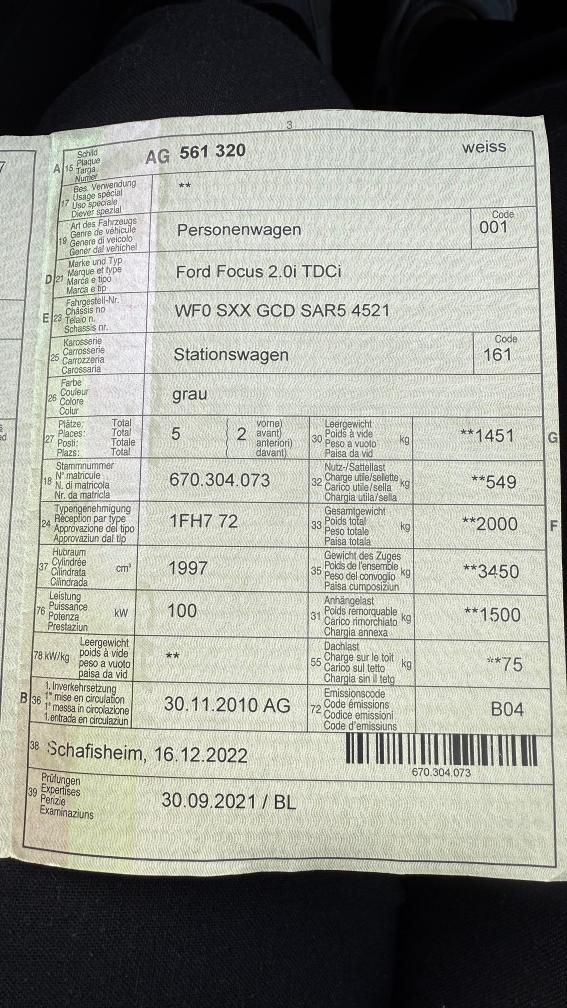 3
A 15 Schild
Plaque
Targa
Numer
AG 561 320
weiss
17 Bes. Verwendung
Usage spécial
Uso speciale
Diever spezial
**
19 Art des Fahrzeugs
Genre de véhicule
Genere di veicolo
Gener dal vehichel
Personenwagen
Code
001
D 21 Marke und Typ
Marque et type
Marca e tipo
Marca e tip
Ford Focus 2.0i TDCi
E 23 Fahrgestell-Nr.
Châssis no
Telaio n.
Schassis nr.
WF0 SXX GCD SAR5 4521
25 Karosserie
Carrosserie
Carrozzeria
Carossaria
Stationswagen
Code
161
26 Farbe
Couleur
Colore
Colur
grau
27 Plätze: Total
Places: Total
Posti: Totale
Plazs: Total
5
2
vorne)
avant)
anteriori)
davant)
30 Leergewicht
Poids à vide
Peso a vuoto
Paisa da vid
kg
**1451
G
18 Stammnummer
N° matricule
N. di matricola
Nr. da matricla
670.304.073
32 Nutz-/Sattellast
Charge utile/sellette
Carico utile/sella
Chargia utila/sella
kg
**549
24 Typengenehmigung
Réception par type
Approvazione del tipo
Approvaziun dal tip
1FH7 72
33 Gesamtgewicht
Poids total
Peso totale
Paisa totala
kg
**2000
F
37 Hubraum
Cylindrée
Cilindrata
Cilindrada
cm³
1997
35 Gewicht des Zuges
Poids de l'ensemble
Peso del convoglio
Paisa cumposiziun
kg
**3450
76 Leistung
Puissance
Potenza
Prestaziun
kW
100
31 Anhängelast
Poids remorquable
Carico rimorchiato
Chargia annexa
kg
**1500
78 kW/kg
Leergewicht
poids à vide
peso a vuoto
paisa da vid
**
55 Dachlast
Charge sur le toit
Carico sul tetto
Chargia sin il tetg
kg
**75
B 36 1. Inverkehrsetzung
1re mise en circulation
1a messa in circolazione
1. entrada en circulaziun
30.11.2010 AG
72 Emissionscode
Code émissions
Codice emissioni
Code d'emissiuns
B04
38 Schafisheim, 16.12.2022
670.304.073
39 Prüfungen
Expertises
Perizie
Examinaziuns
30.09.2021 / BL